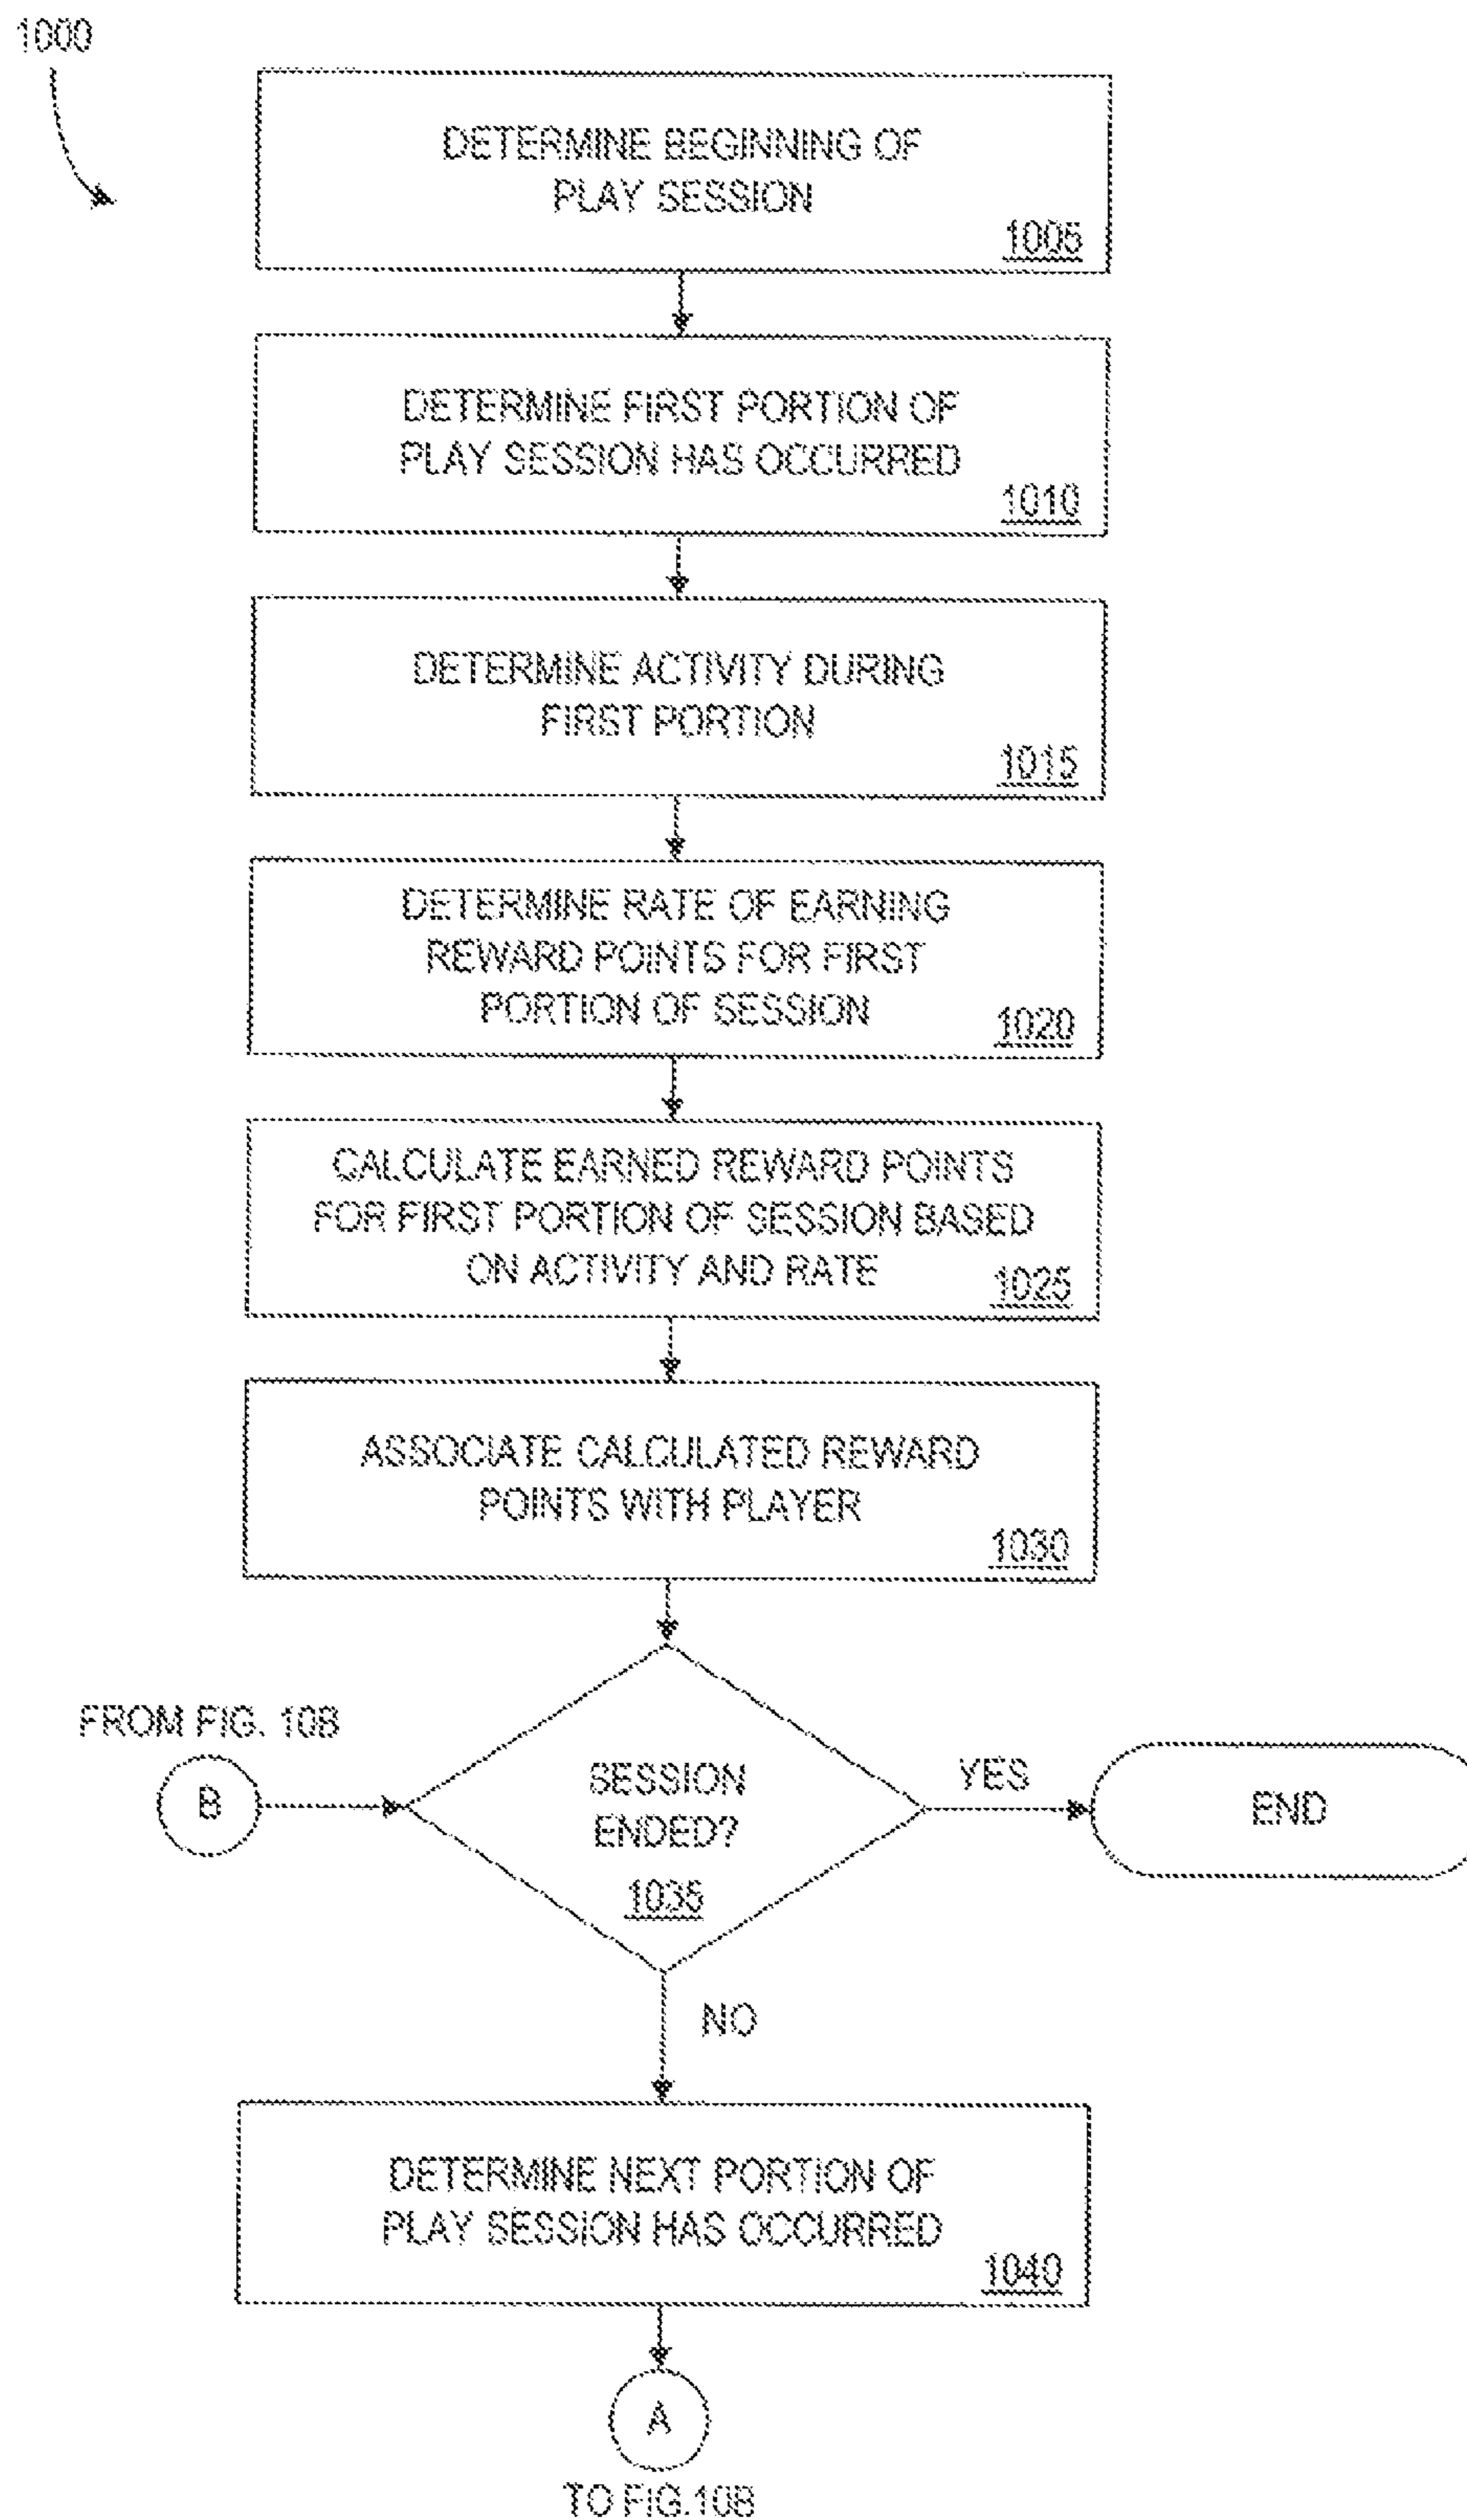 1000
DETERMINE BEGINNING OF
PLAY SESSION
1005
DETERMINE FIRST PORTION OF
PLAY SESSION HAS OCCURRED
1010
DETERMINE ACTIVITY DURING
FIRST PORTION
1015
DETERMINE RATE OF EARNING
REWARD POINTS FOR FIRST
PORTION OF SESSION
1020
CALCULATE EARNED REWARD POINTS
FOR FIRST PORTION OF SESSION BASED
ON ACTIVITY AND RATE
1025
ASSOCIATE CALCULATED REWARD
POINTS WITH PLAYER
1030
FROM FIG. 10B
B
SESSION
ENDED?
1035
YES
END
NO
DETERMINE NEXT PORTION OF
PLAY SESSION HAS OCCURRED
1040
A
TO FIG.10B